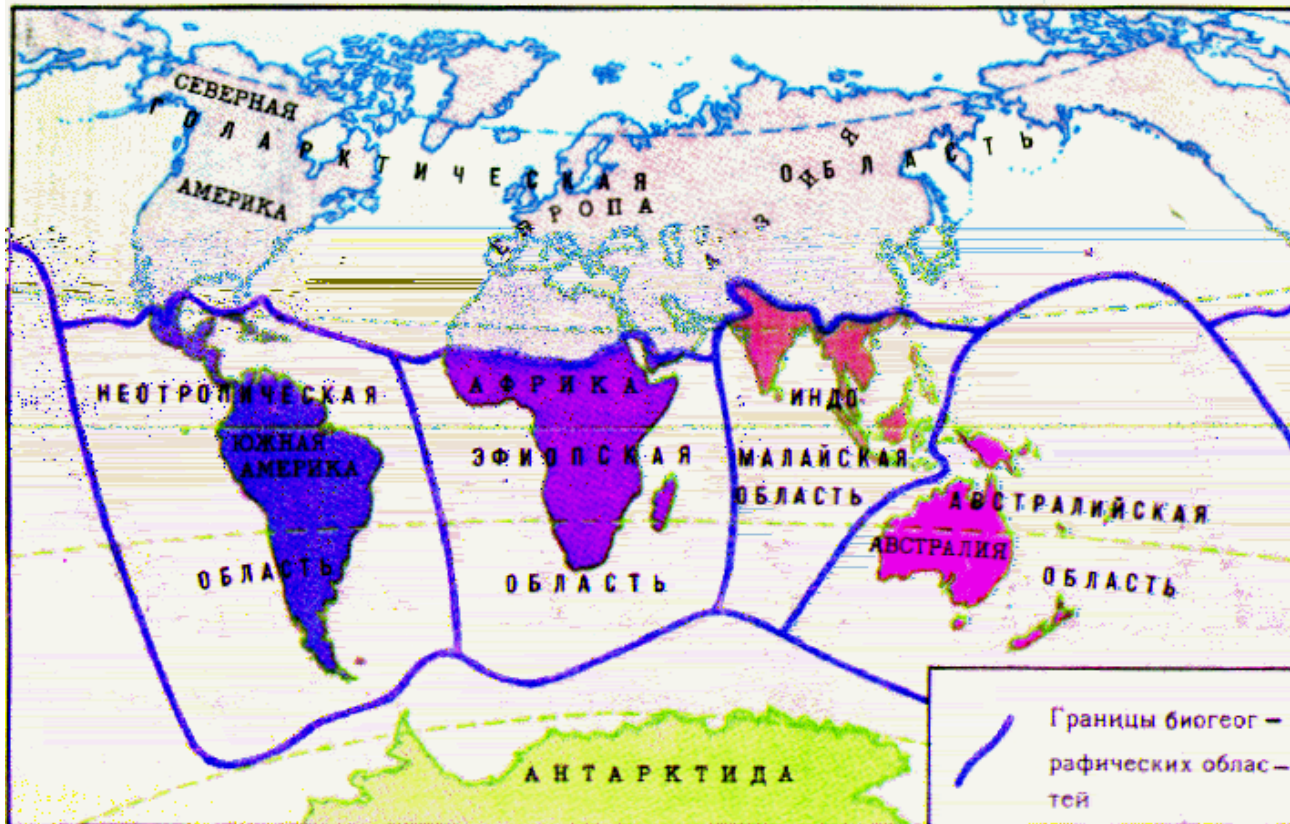 СЕВЕРНАЯ
АМЕРИКА
ГОЛАРКТИЧЕСКАЯ ОБЛАСТЬ
ЕВРОПА
АЗИЯ
НЕОТРОПИЧЕСКАЯ
ОБЛАСТЬ
ЮЖНАЯ
АМЕРИКА
АФРИКА
ЭФИОПСКАЯ
ОБЛАСТЬ
ИНДО
МАЛАЙСКАЯ
ОБЛАСТЬ
АВСТРАЛИЙСКАЯ
ОБЛАСТЬ
АВСТРАЛИЯ
АНТАРКТИДА
Границы биогеог –
рафических облас –
тей